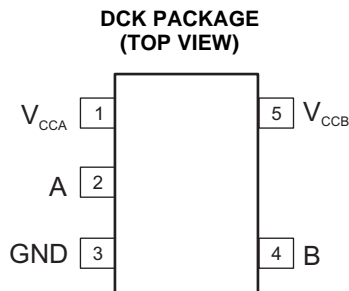 DCK PACKAGE
(TOP VIEW)
VCCA 1 5 VCCB
A 2
GND 3 4 B